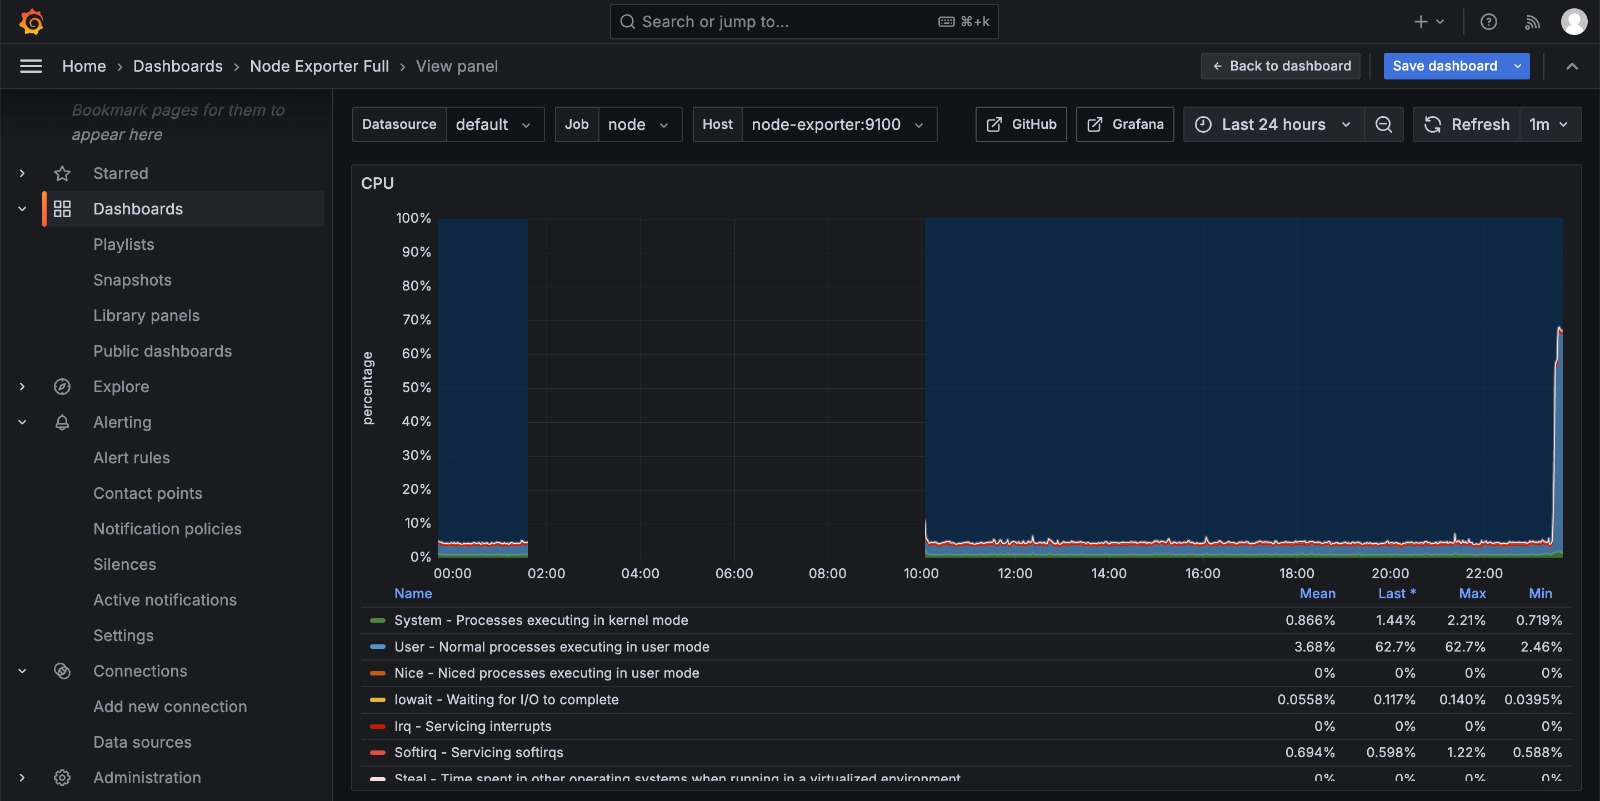 Search or jump to...
⌘+k
Home › Dashboards › Node Exporter Full › View panel
← Back to dashboard
Save dashboard
Bookmark pages for them to
appear here
Starred
Dashboards
Playlists
Snapshots
Library panels
Public dashboards
Explore
Alerting
Alert rules
Contact points
Notification policies
Silences
Active notifications
Settings
Connections
Add new connection
Data sources
Administration
Datasource default Job node Host node-exporter:9100 GitHub Grafana Last 24 hours Refresh 1m
CPU
100%
90%
80%
70%
60%
50%
40%
30%
20%
10%
0%
percentage
00:00 02:00 04:00 06:00 08:00 10:00 12:00 14:00 16:00 18:00 20:00 22:00
Name Mean Last * Max Min
System - Processes executing in kernel mode 0.866% 1.44% 2.21% 0.719%
User - Normal processes executing in user mode 3.68% 62.7% 62.7% 2.46%
Nice - Niced processes executing in user mode 0% 0% 0% 0%
Iowait - Waiting for I/O to complete 0.0558% 0.117% 0.140% 0.0395%
Irq - Servicing interrupts 0% 0% 0% 0%
Softirq - Servicing softirqs 0.694% 0.598% 1.22% 0.588%
Steal - Time spent in other operating systems when running in a virtualized environment 0% 0% 0% 0%